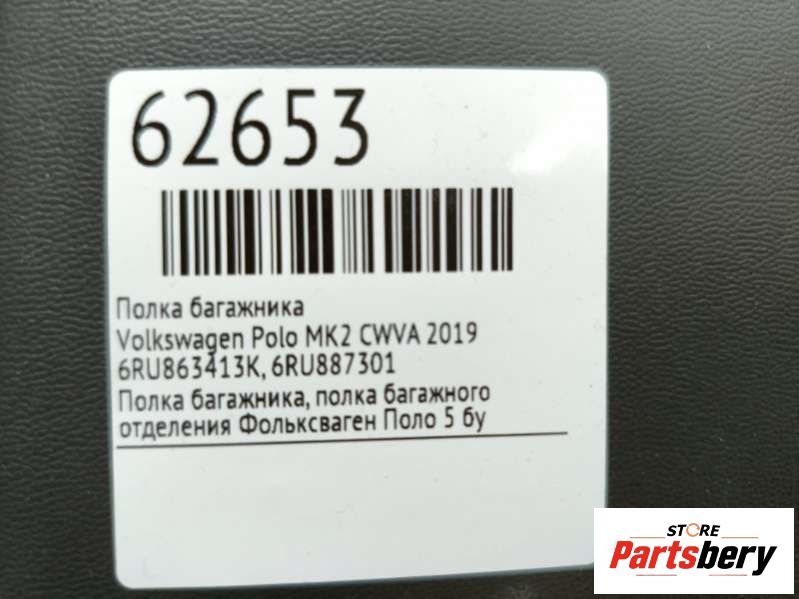 62653
Полка багажника
Volkswagen Polo MK2 CWVA 2019
6RU863413K, 6RU887301
Полка багажника, полка багажного
отделения Фольксваген Поло 5 бу
STORE
Partsbery